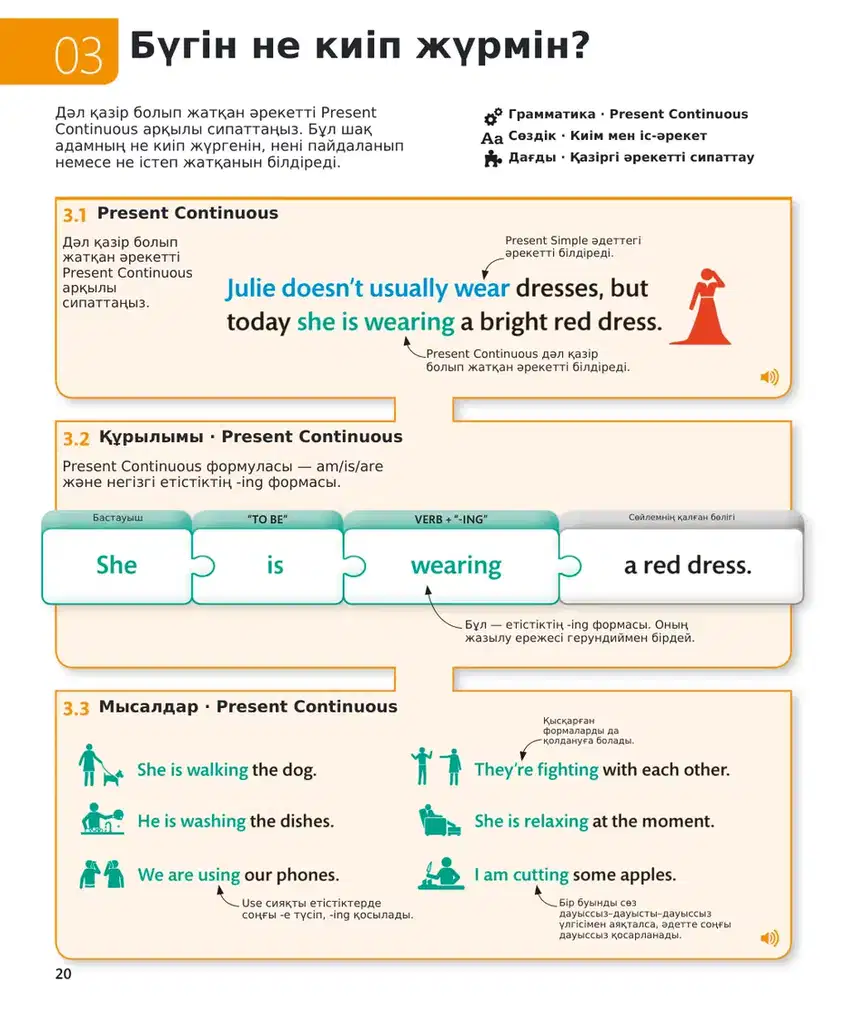 03
Бүгін не киіп жүрмін?
Дәл қазір болып жатқан әрекетті Present
Continuous арқылы сипаттаңыз. Бұл шақ
адамның не киіп жүргенін, нені пайдаланып
немесе не істеп жатқанын білдіреді.
Грамматика · Present Continuous
Aa Сөздік · Киім мен іс-әрекет
Дағды · Қазіргі әрекетті сипаттау
3.1 Present Continuous
Дәл қазір болып
жатқан әрекетті
Present Continuous
арқылы
сипаттаңыз.
Present Simple әдеттегі
әрекетті білдіреді.
Julie doesn't usually wear dresses, but
today she is wearing a bright red dress.
Present Continuous дәл қазір
болып жатқан әрекетті білдіреді.
3.2 Құрылымы · Present Continuous
Present Continuous формуласы — am/is/are
және негізгі етістіктің -ing формасы.
Бастауыш
"TO BE"
VERB + "-ING"
Сөйлемнің қалған бөлігі
She
is
wearing
a red dress.
Бұл — етістіктің -ing формасы. Оның
жазылу ережесі герундиймен бірдей.
3.3 Мысалдар · Present Continuous
Қысқарған
формаларды да
қолдануға болады.
She is walking the dog.
They're fighting with each other.
He is washing the dishes.
She is relaxing at the moment.
We are using our phones.
I am cutting some apples.
Use сияқты етістіктерде
соңғы -e түсіп, -ing қосылады.
Бір буынды сөз
дауыссыз–дауысты–дауыссыз
үлгісімен аяқталса, әдетте соңғы
дауыссыз қосарланады.
20